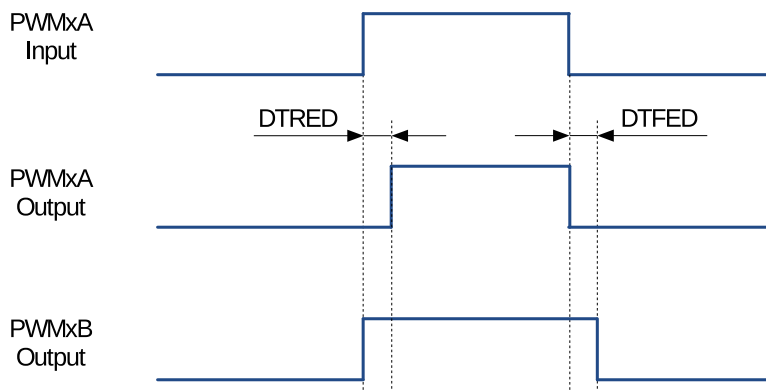 PWMxA
Input
DTRED
DTFED
PWMxA
Output
PWMxB
Output